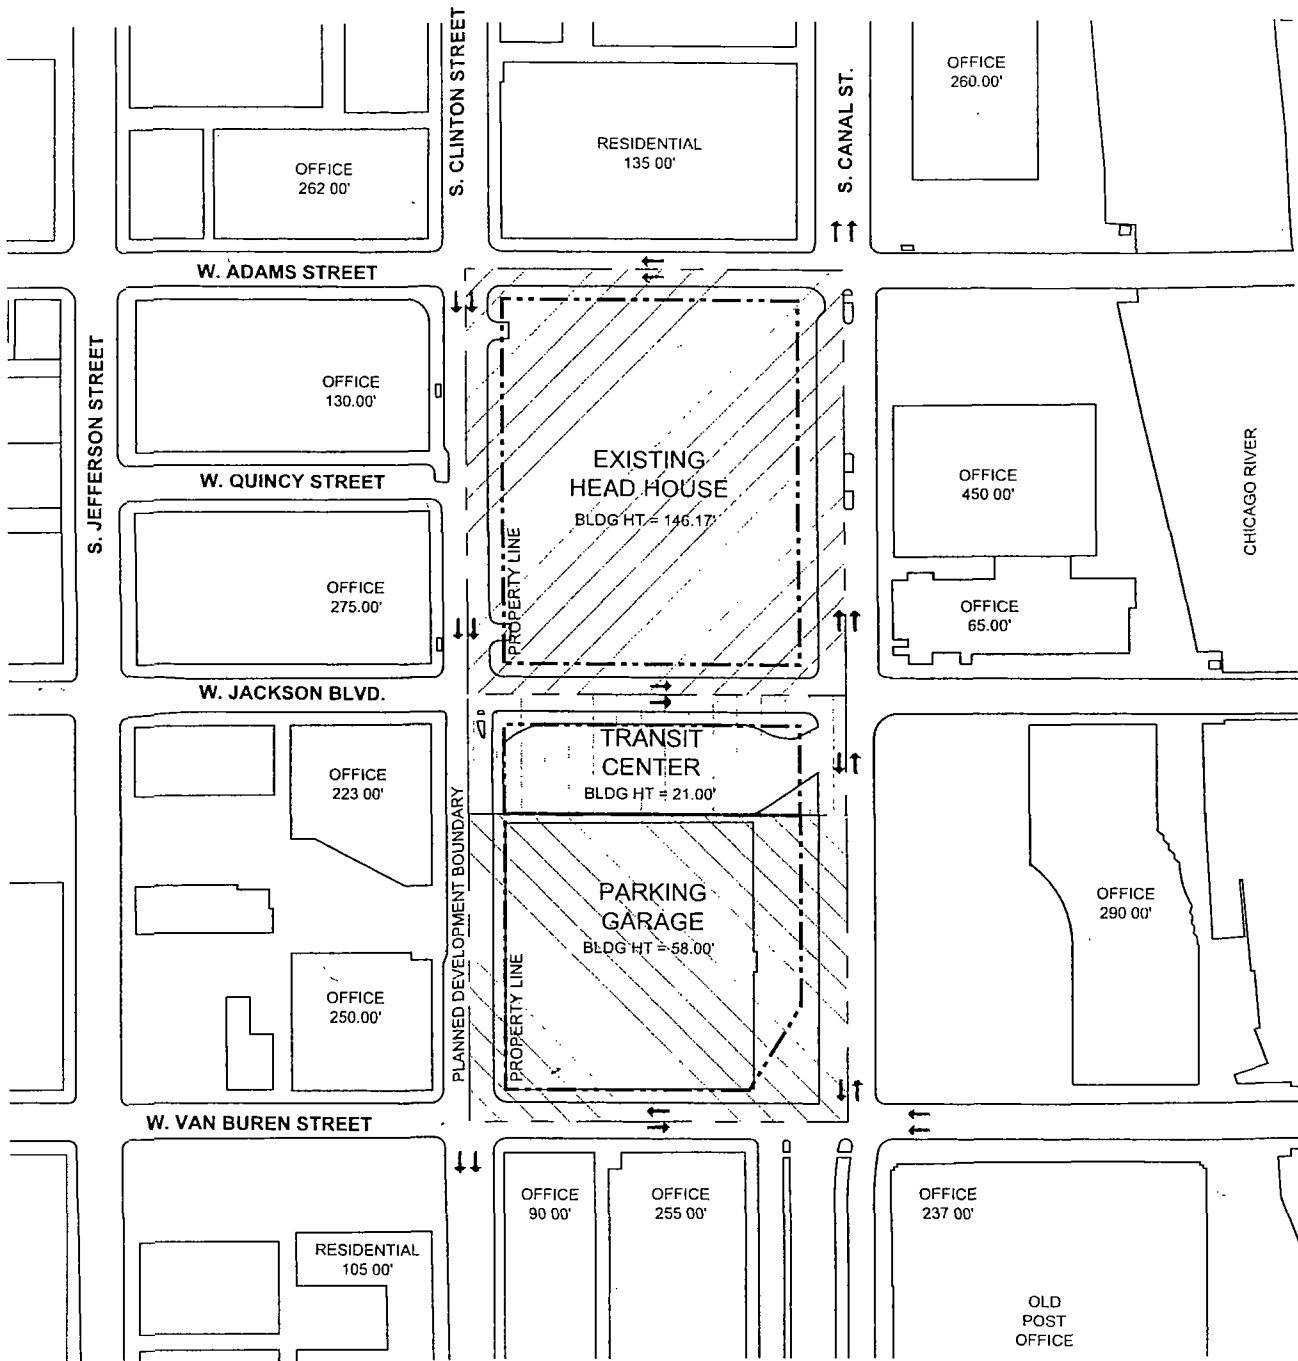 S. CLINTON STREET
S. CANAL ST.
OFFICE
260.00'
RESIDENTIAL
135 00'
OFFICE
262 00'
W. ADAMS STREET
S. JEFFERSON STREET
OFFICE
130.00'
EXISTING
HEAD HOUSE
BLDG HT. = 146.17'
PROPERTY LINE
W. QUINCY STREET
OFFICE
450 00'
CHICAGO RIVER
OFFICE
275.00'
OFFICE
65.00'
W. JACKSON BLVD.
TRANSIT
CENTER
BLDG HT = 21.00'
OFFICE
223 00'
PLANNED DEVELOPMENT BOUNDARY
PARKING
GARAGE
BLDG HT = 58.00'
PROPERTY LINE
OFFICE
290 00'
OFFICE
250.00'
W. VAN BUREN STREET
OFFICE
90 00'
OFFICE
255 00'
OFFICE
237 00'
RESIDENTIAL
105 00'
OLD
POST
OFFICE